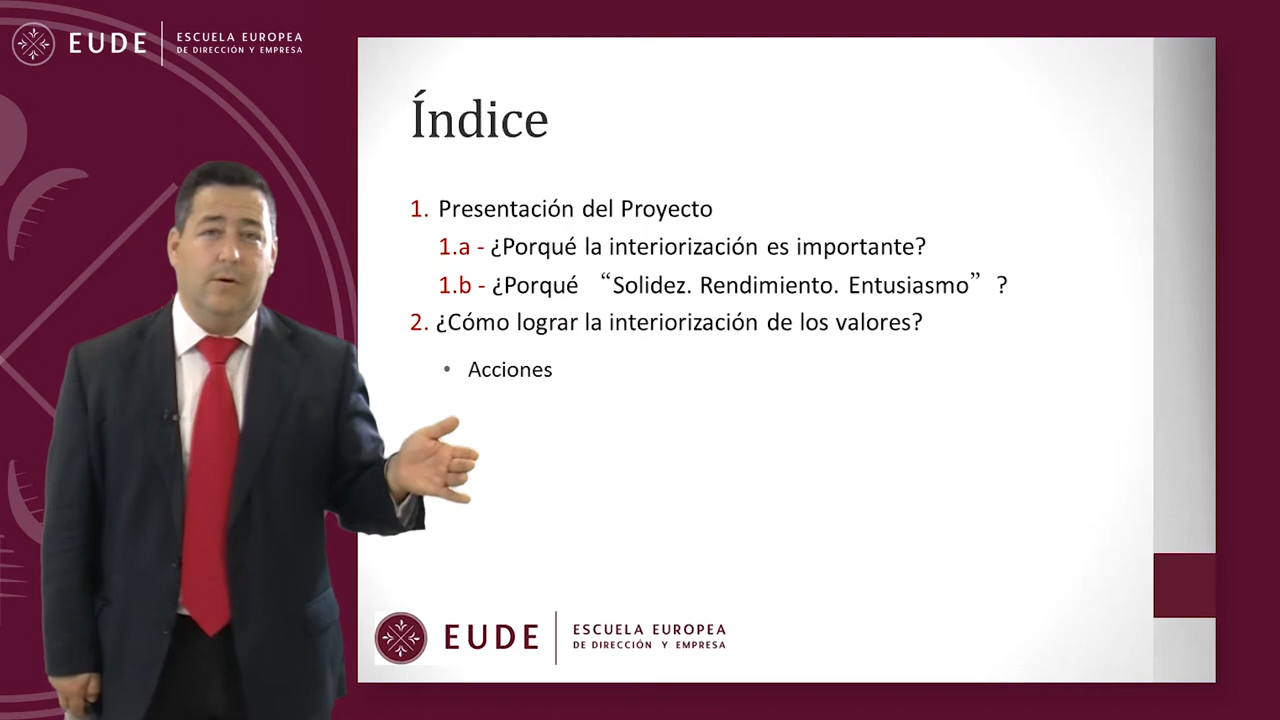 EUDE
ESCUELA EUROPEA
DE DIRECCIÓN Y EMPRESA
Índice
1. Presentación del Proyecto
1.a - ¿Porqué la interiorización es importante?
1.b - ¿Porqué “Solidez. Rendimiento. Entusiasmo” ?
2. ¿Cómo lograr la interiorización de los valores?
• Acciones
EUDE
ESCUELA EUROPEA
DE DIRECCIÓN Y EMPRESA